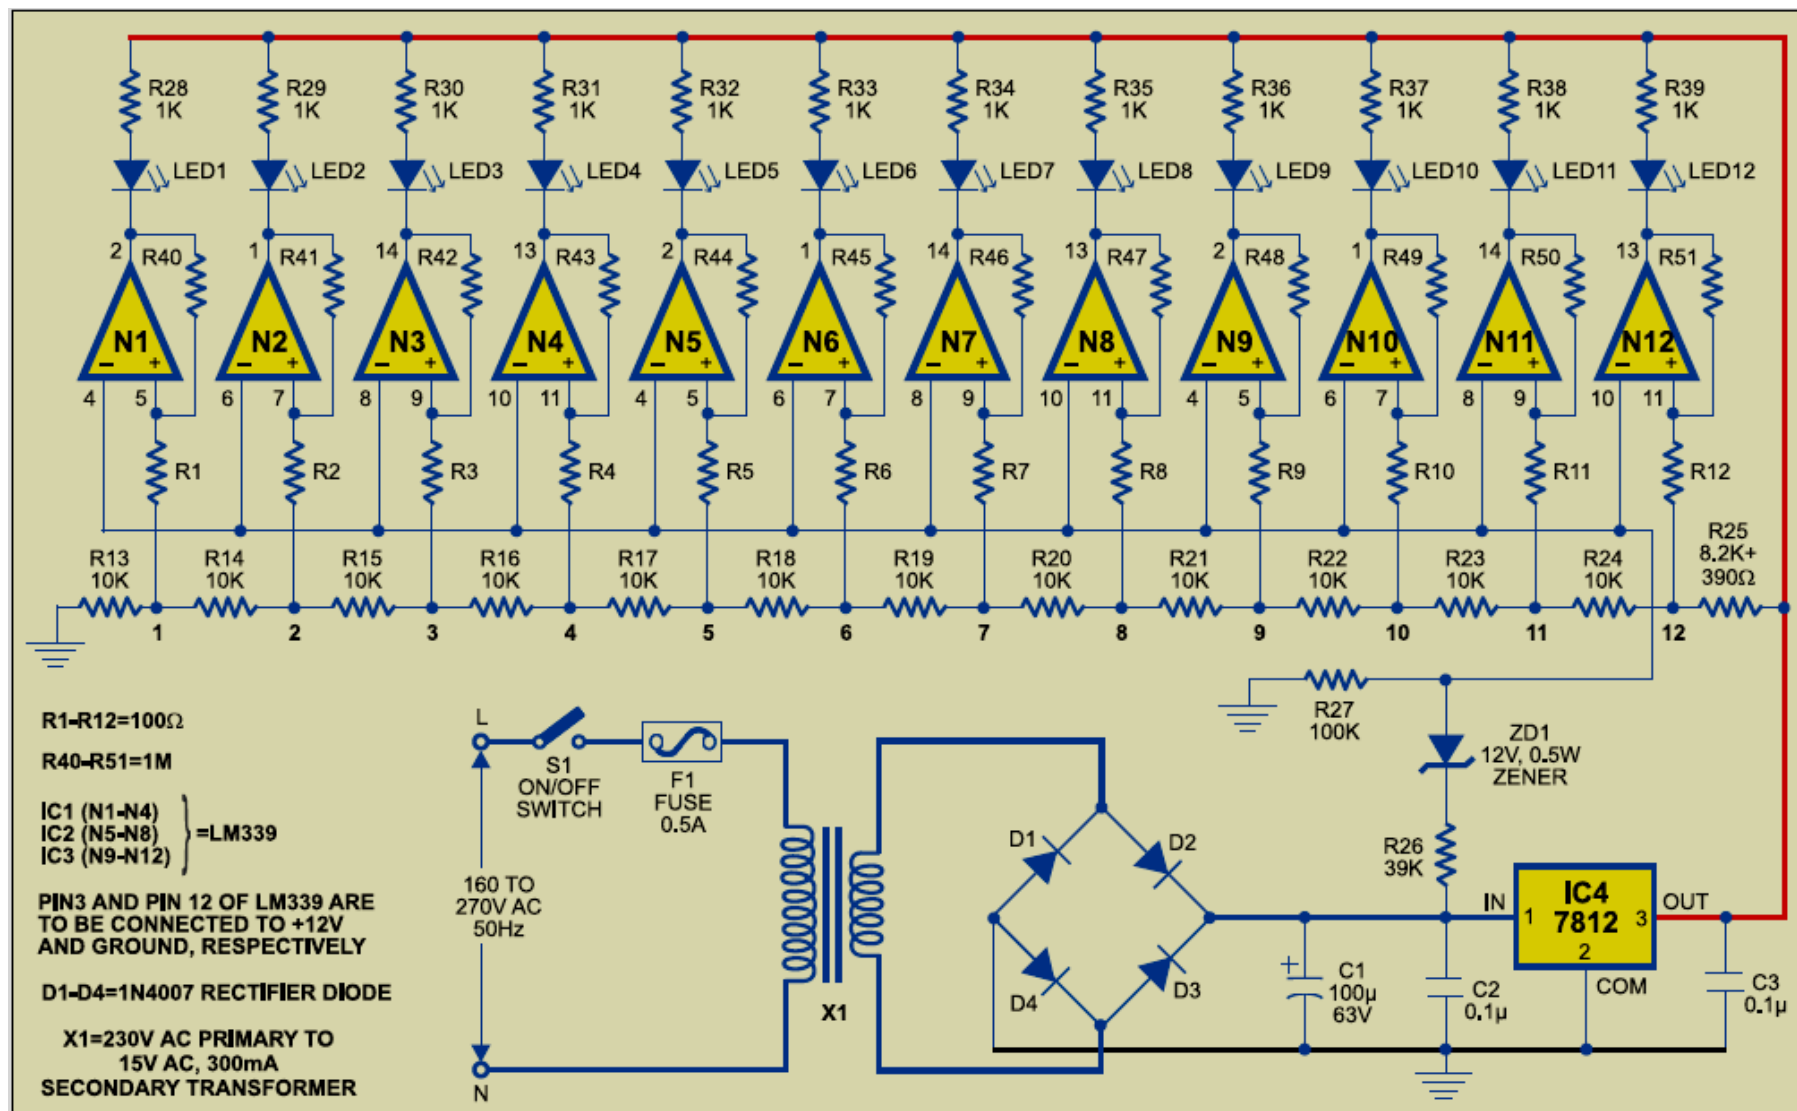 R28 R29 R30 R31 R32 R33 R34 R35 R36 R37 R38 R39
1K 1K 1K 1K 1K 1K 1K 1K 1K 1K 1K 1K
LED1 LED2 LED3 LED4 LED5 LED6 LED7 LED8 LED9 LED10 LED11 LED12
2 R40 1 R41 14 R42 13 R43 2 R44 1 R45 14 R46 13 R47 2 R48 1 R49 14 R50 13 R51
N1 N2 N3 N4 N5 N6 N7 N8 N9 N10 N11 N12
− + − + − + − + − + − + − + − + − + − + − + − +
4 5 6 7 8 9 10 11 4 5 6 7 8 9 10 11 4 5 6 7 8 9 10 11
R1 R2 R3 R4 R5 R6 R7 R8 R9 R10 R11 R12
R13 R14 R15 R16 R17 R18 R19 R20 R21 R22 R23 R24 R25
10K 10K 10K 10K 10K 10K 10K 10K 10K 10K 10K 10K 8.2K+
390Ω
1 2 3 4 5 6 7 8 9 10 11 12
R1-R12=100Ω
R40-R51=1M
IC1 (N1-N4)
IC2 (N5-N8) =LM339
IC3 (N9-N12)
PIN3 AND PIN 12 OF LM339 ARE
TO BE CONNECTED TO +12V
AND GROUND, RESPECTIVELY
D1-D4=1N4007 RECTIFIER DIODE
X1=230V AC PRIMARY TO
15V AC, 300mA
SECONDARY TRANSFORMER
L
S1
ON/OFF
SWITCH
F1
FUSE
0.5A
160 TO
270V AC
50Hz
N
X1
D1
D2
D4
D3
R27
100K
ZD1
12V, 0.5W
ZENER
R26
39K
+
C1
100µ
63V
C2
0.1µ
IN
1
IC4
7812
3
OUT
2
COM
C3
0.1µ